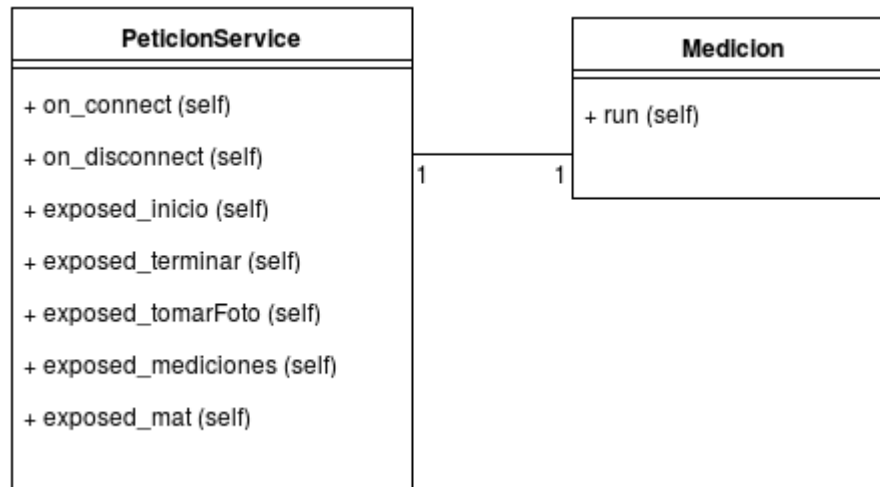 PeticionService
+ on_connect (self)
+ on_disconnect (self)
+ exposed_inicio (self)
+ exposed_terminar (self)
+ exposed_tomarFoto (self)
+ exposed_mediciones (self)
+ exposed_mat (self)
1
1
Medicion
+ run (self)